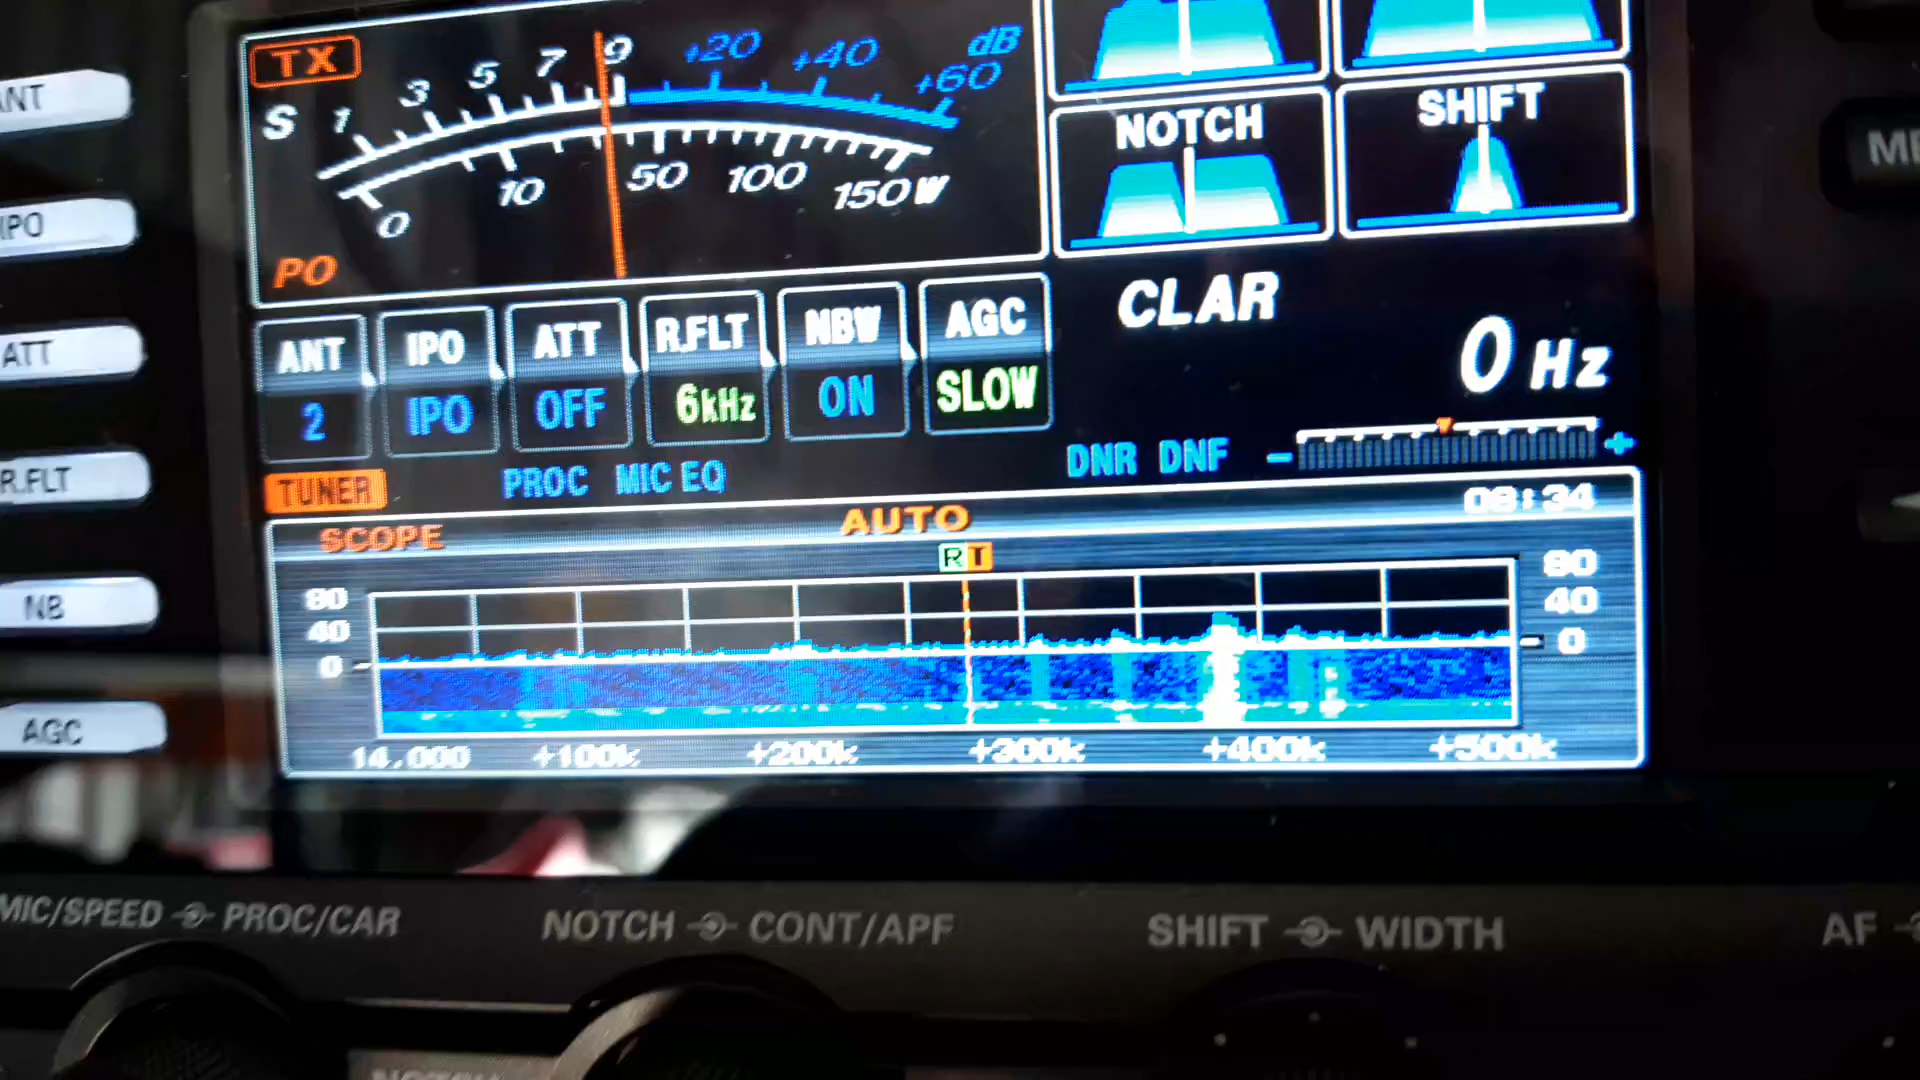 TX
S 1 3 5 7 9 +20 +40 +60 dB
0 10 50 100 150 W
PO
NOTCH
SHIFT
CLAR
0 Hz
ANT IPO ATT R.FLT NBW AGC
2 IPO OFF 6kHz ON SLOW
TUNER PROC MIC EQ DNR DNF - +
SCOPE AUTO
R T
80 40 0
80 40 0
14,000 +100k +200k +300k +400k +500k
ANT
IPO
ATT
R.FLT
NB
AGC
MIC/SPEED PROC/CAR NOTCH CONT/APF SHIFT WIDTH AF